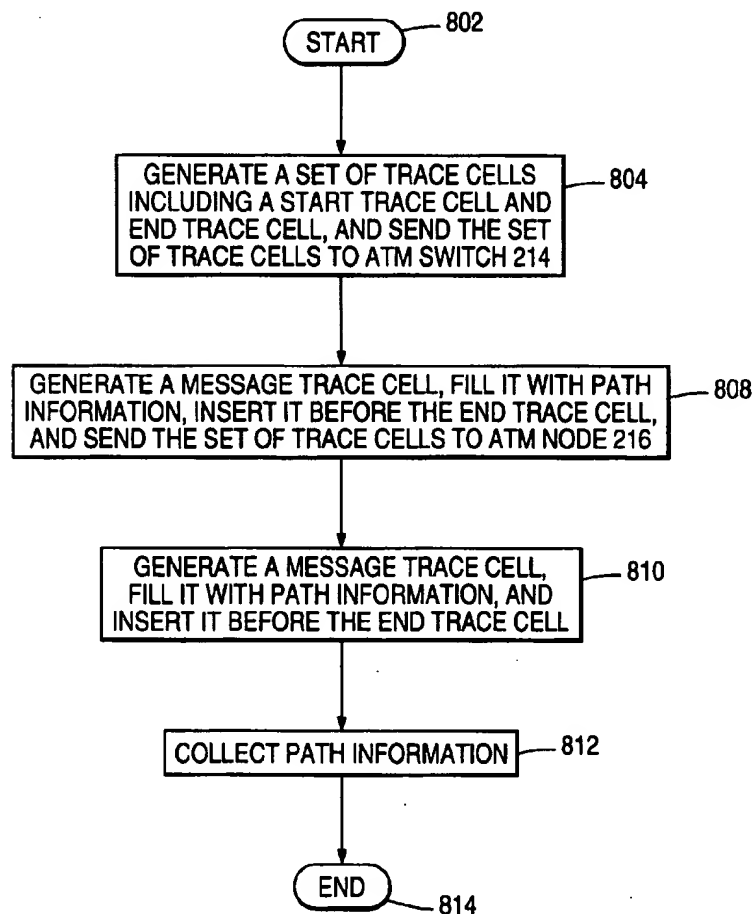 START
802
GENERATE A SET OF TRACE CELLS
INCLUDING A START TRACE CELL AND
END TRACE CELL, AND SEND THE SET
OF TRACE CELLS TO ATM SWITCH 214
804
GENERATE A MESSAGE TRACE CELL, FILL IT WITH PATH
INFORMATION, INSERT IT BEFORE THE END TRACE CELL,
AND SEND THE SET OF TRACE CELLS TO ATM NODE 216
808
GENERATE A MESSAGE TRACE CELL,
FILL IT WITH PATH INFORMATION, AND
INSERT IT BEFORE THE END TRACE CELL
810
COLLECT PATH INFORMATION
812
END
814